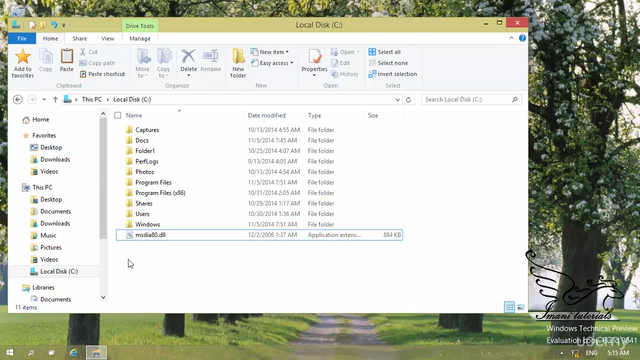 Drive Tools
Local Disk (C:)
File Home Share View Manage
Add to favorites
Copy
Paste
Cut
Copy path
Paste shortcut
Clipboard
Move to
Copy to
Delete
Rename
Organize
New folder
New item
Easy access
New
Properties
Open
Edit
History
Open
Select all
Select none
Invert selection
Select
This PC Local Disk (C:)
Search Local Disk (C:)
Home
Favorites
Desktop
Downloads
Videos
This PC
Desktop
Documents
Downloads
Music
Pictures
Videos
Local Disk (C:)
Libraries
Documents
Name Date modified Type Size
Captures 10/13/2014 4:55 AM File folder
Docs 11/5/2014 7:45 AM File folder
Folder1 10/25/2014 4:07 AM File folder
PerfLogs 9/13/2014 4:05 AM File folder
Photos 10/13/2014 4:54 AM File folder
Program Files 11/5/2014 7:51 AM File folder
Program Files (x86) 10/31/2014 2:05 AM File folder
Shares 10/29/2014 1:17 AM File folder
Users 10/30/2014 1:36 AM File folder
Windows 11/5/2014 7:51 AM File folder
msdia80.dll 12/2/2006 1:37 AM Application extens... 884 KB
11 items
Imani tutorials
Windows Technical Preview
Evaluation copy. Build 9841
ENG 5:15 AM